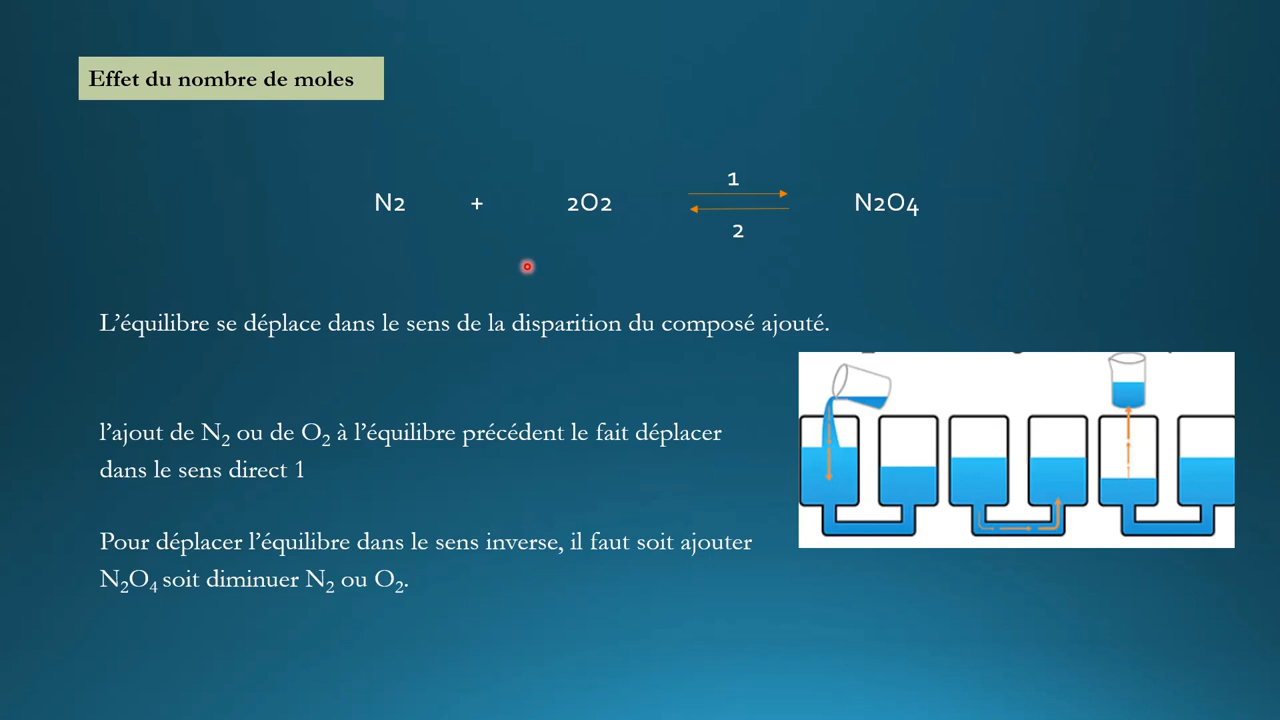 Effet du nombre de moles
1
N2 + 2O2 N2O4
2
L’équilibre se déplace dans le sens de la disparition du composé ajouté.
l’ajout de N₂ ou de O₂ à l’équilibre précédent le fait déplacer
dans le sens direct 1
Pour déplacer l’équilibre dans le sens inverse, il faut soit ajouter
N₂O₄ soit diminuer N₂ ou O₂.